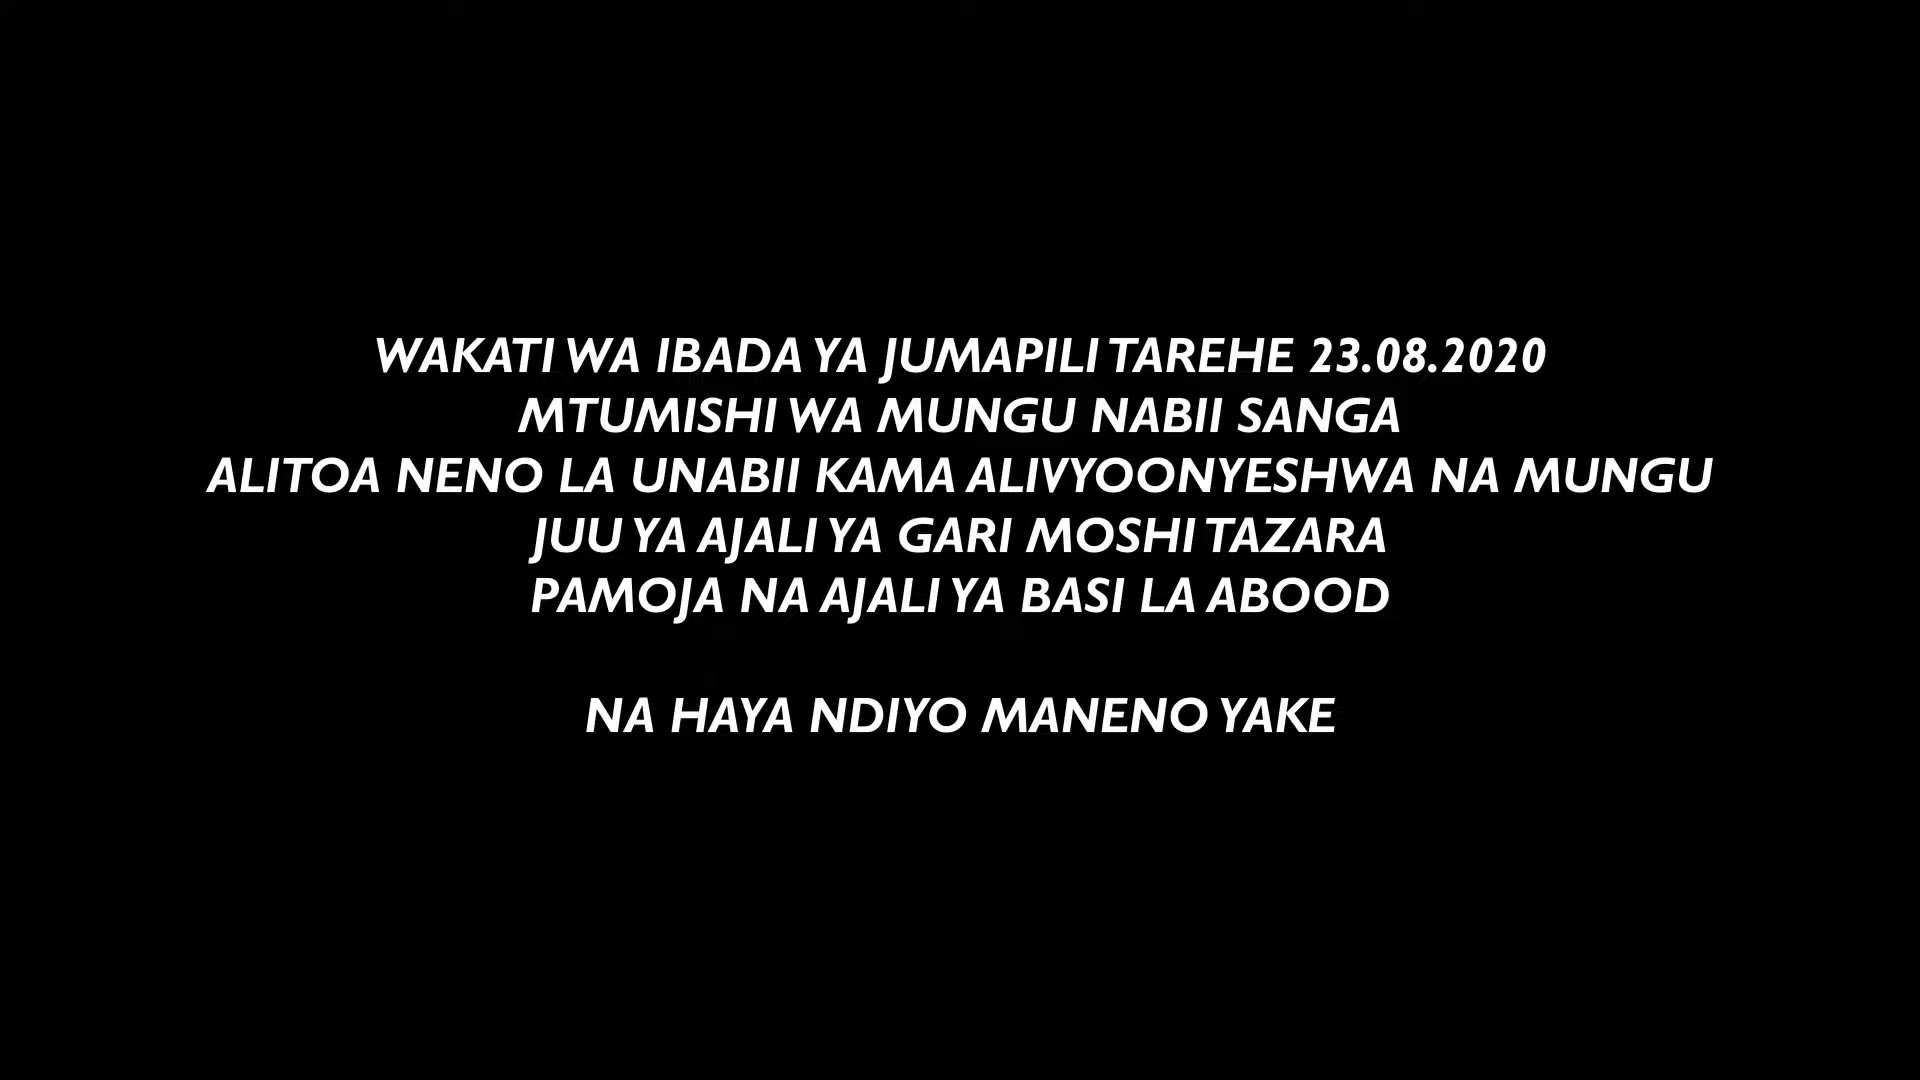 WAKATI WA IBADA YA JUMAPILI TAREHE 23.08.2020
MTUMISHI WA MUNGU NABII SANGA
ALITOA NENO LA UNABII KAMA ALIVYOONYESHWA NA MUNGU
JUU YA AJALI YA GARI MOSHI TAZARA
PAMOJA NA AJALI YA BASI LA ABOOD
NA HAYA NDIYO MANENO YAKE